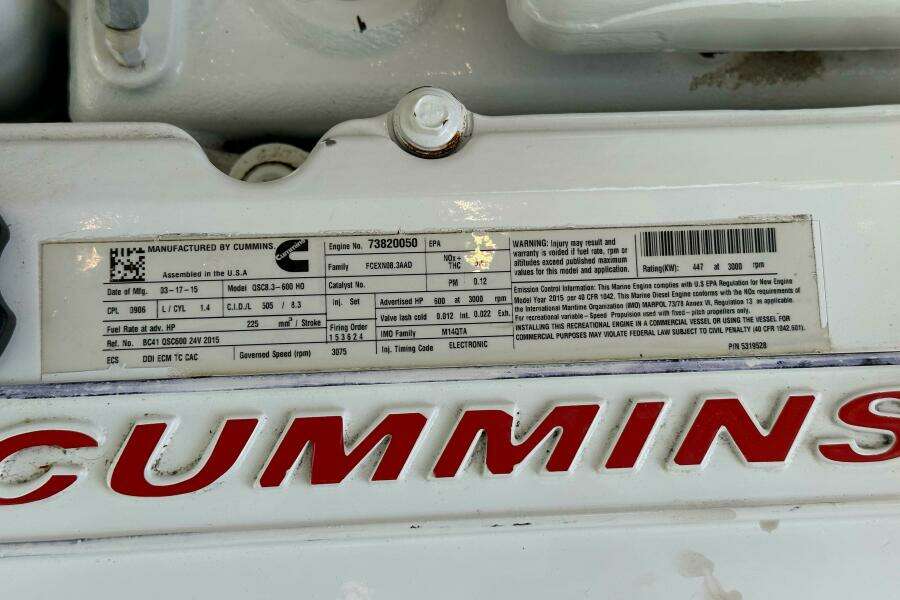 MANUFACTURED BY CUMMINS.
Cummins
Assembled in the U.S.A
Date of Mfg. 03-17-15 Model QSC8.3-600 HO
CPL 0906 L / CYL 1.4 C.I.D./L 505 / 8.3
Fuel Rate at adv. HP 225 mm³ / Stroke
Ref. No. BC41 QSC600 24V 2015
ECS DDI ECM TC CAC Governed Speed (rpm) 3075
Engine No. 73820050 EPA
Family FCEXN08.3AAD NOx+ THC
Catalyst No. PM 0.12
Inj. Set Advertised HP 600 at 3000 rpm
Valve lash cold 0.012 Int. 0.022 Exh.
Firing Order 153624 IMO Family M14QTA
Inj. Timing Code ELECTRONIC
WARNING: Injury may result and
warranty is voided if fuel rate, rpm or
altitudes exceed published maximum
values for this model and application.
Rating(KW): 447 at 3000 rpm
Emission Control Information: This Marine Engine complies with U.S EPA Regulation for New Engine
Model Year 2015 per 40 CFR 1042. This Marine Diesel Engine conforms with the NOx requirements of
the International Maritime Organization (IMO) MARPOL 73/78 Annex VI, Regulation 13 as applicable.
For recreational variable - Speed Propulsion used with fixed - pitch propellers only.
INSTALLING THIS RECREATIONAL ENGINE IN A COMMERCIAL VESSEL OR USING THE VESSEL
FOR COMMERCIAL PURPOSES MAY VIOLATE FEDERAL LAW SUBJECT TO CIVIL PENALTY (40 CFR 1042.601).
P/N 5319528
CUMMINS